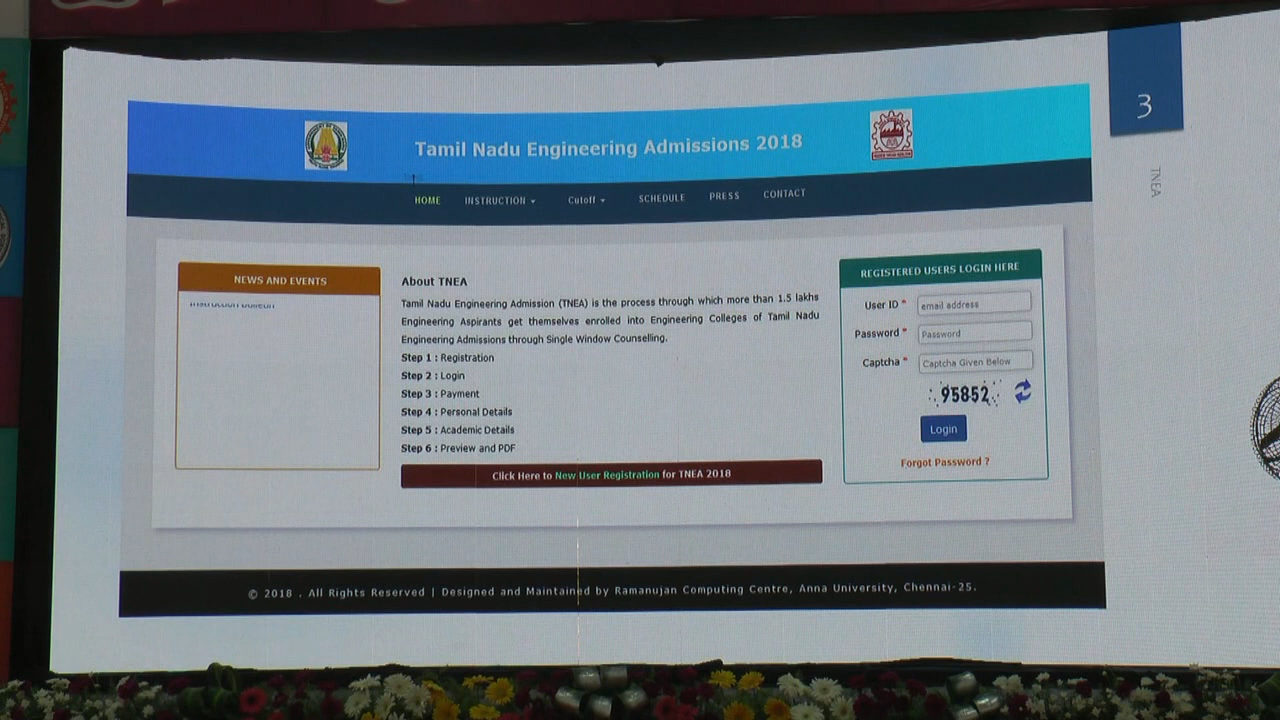 3
TNEA
Tamil Nadu Engineering Admissions 2018
HOME INSTRUCTION Cutoff SCHEDULE PRESS CONTACT
NEWS AND EVENTS
Instruction Bulletin
About TNEA
Tamil Nadu Engineering Admission (TNEA) is the process through which more than 1.5 lakhs
Engineering Aspirants get themselves enrolled into Engineering Colleges of Tamil Nadu
Engineering Admissions through Single Window Counselling.
Step 1 : Registration
Step 2 : Login
Step 3 : Payment
Step 4 : Personal Details
Step 5 : Academic Details
Step 6 : Preview and PDF
Click Here to New User Registration for TNEA 2018
REGISTERED USERS LOGIN HERE
User ID * email address
Password * Password
Captcha * Captcha Given Below
95852
Login
Forgot Password ?
© 2018 . All Rights Reserved | Designed and Maintained by Ramanujan Computing Centre, Anna University, Chennai-25.